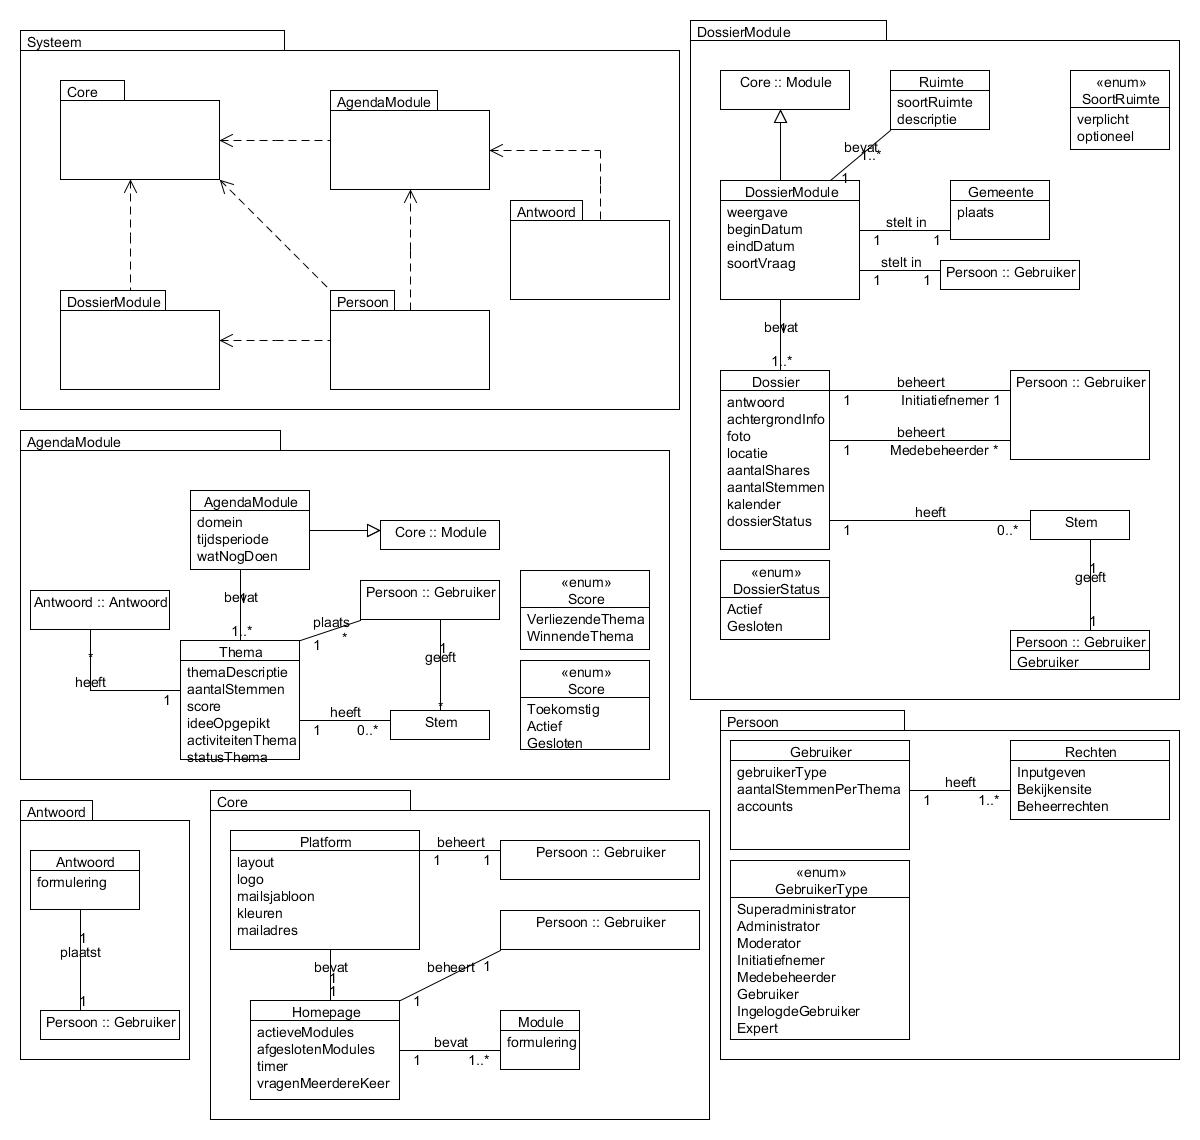 Systeem
Core
AgendaModule
Antwoord
DossierModule
Persoon
DossierModule
Core :: Module
Ruimte
soortRuimte
descriptie
«enum»
SoortRuimte
verplicht
optioneel
bevat
1..*
1
DossierModule
weergave
beginDatum
eindDatum
soortVraag
Gemeente
plaats
stelt in
1
1
stelt in
1
1
Persoon :: Gebruiker
bevat
1
1..*
Dossier
antwoord
achtergrondInfo
foto
locatie
aantalShares
aantalStemmen
kalender
dossierStatus
beheert
1
Initiatiefnemer 1
beheert
1
Medebeheerder *
Persoon :: Gebruiker
heeft
1
0..*
Stem
1
geeft
1
Persoon :: Gebruiker
Gebruiker
«enum»
DossierStatus
Actief
Gesloten
AgendaModule
AgendaModule
domein
tijdsperiode
watNogDoen
Core :: Module
Antwoord :: Antwoord
bevat
1
1..*
Persoon :: Gebruiker
plaats
1
*
«enum»
Score
VerliezendeThema
WinnendeThema
*
heeft
1
Thema
themaDescriptie
aantalStemmen
score
ideeOpgepikt
activiteitenThema
statusThema
1
geeft
*
heeft
1
0..*
Stem
«enum»
Score
Toekomstig
Actief
Gesloten
Persoon
Gebruiker
gebruikerType
aantalStemmenPerThema
accounts
heeft
1
1..*
Rechten
Inputgeven
Bekijkensite
Beheerrechten
«enum»
GebruikerType
Superadministrator
Administrator
Moderator
Initiatiefnemer
Medebeheerder
Gebruiker
IngelogdeGebruiker
Expert
Antwoord
Antwoord
formulering
1
plaatst
1
Persoon :: Gebruiker
Core
Platform
layout
logo
mailsjabloon
kleuren
mailadres
beheert
1
1
Persoon :: Gebruiker
Persoon :: Gebruiker
bevat
1
1
beheert
1
1
Homepage
actieveModules
afgeslotenModules
timer
vragenMeerdereKeer
bevat
1
1..*
Module
formulering